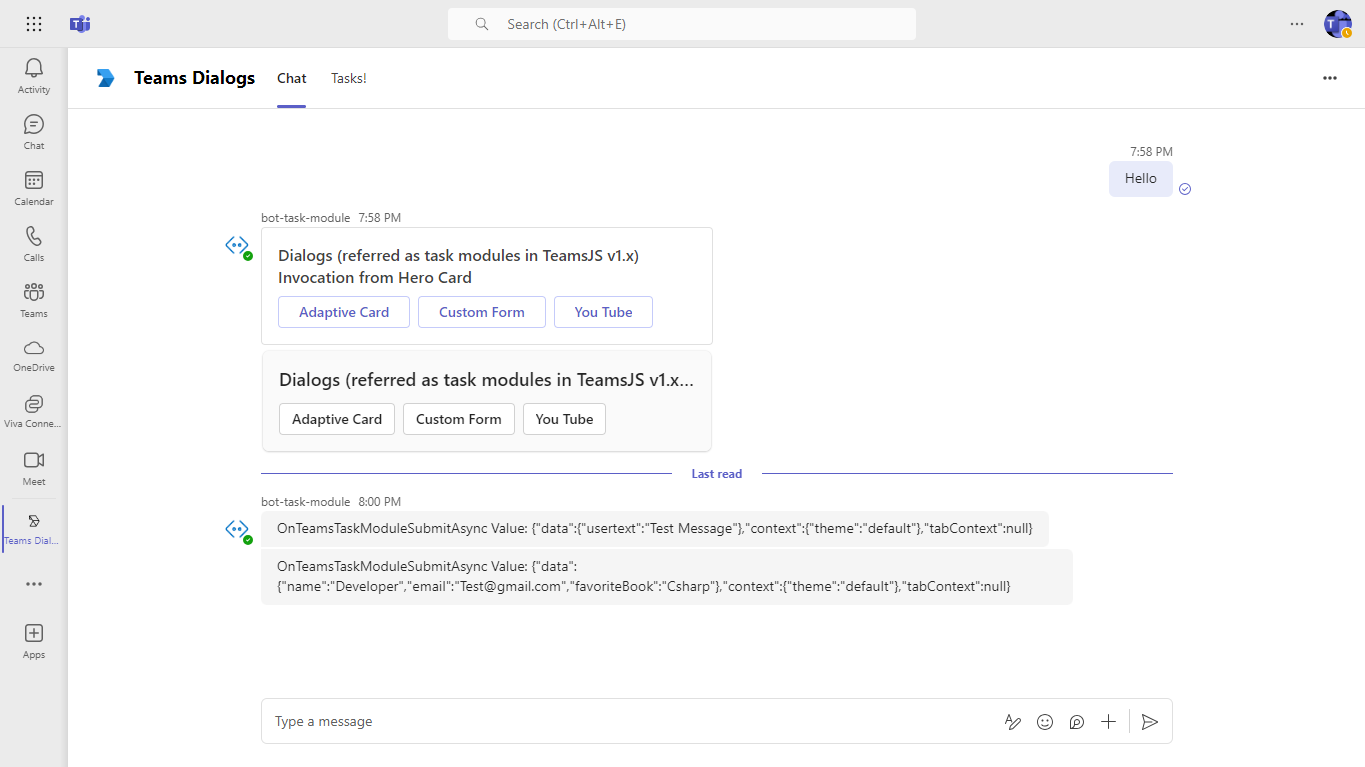 Search (Ctrl+Alt+E)
Activity
Chat
Calendar
Calls
Teams
OneDrive
Viva Conne...
Meet
Teams Dial...
Apps
Teams Dialogs Chat Tasks!
7:58 PM
Hello
bot-task-module 7:58 PM
Dialogs (referred as task modules in TeamsJS v1.x)
Invocation from Hero Card
Adaptive Card Custom Form You Tube
Dialogs (referred as task modules in TeamsJS v1.x...
Adaptive Card Custom Form You Tube
Last read
bot-task-module 8:00 PM
OnTeamsTaskModuleSubmitAsync Value: {"data":{"usertext":"Test Message"},"context":{"theme":"default"},"tabContext":null}
OnTeamsTaskModuleSubmitAsync Value: {"data":
{"name":"Developer","email":"Test@gmail.com","favoriteBook":"Csharp"},"context":{"theme":"default"},"tabContext":null}
Type a message